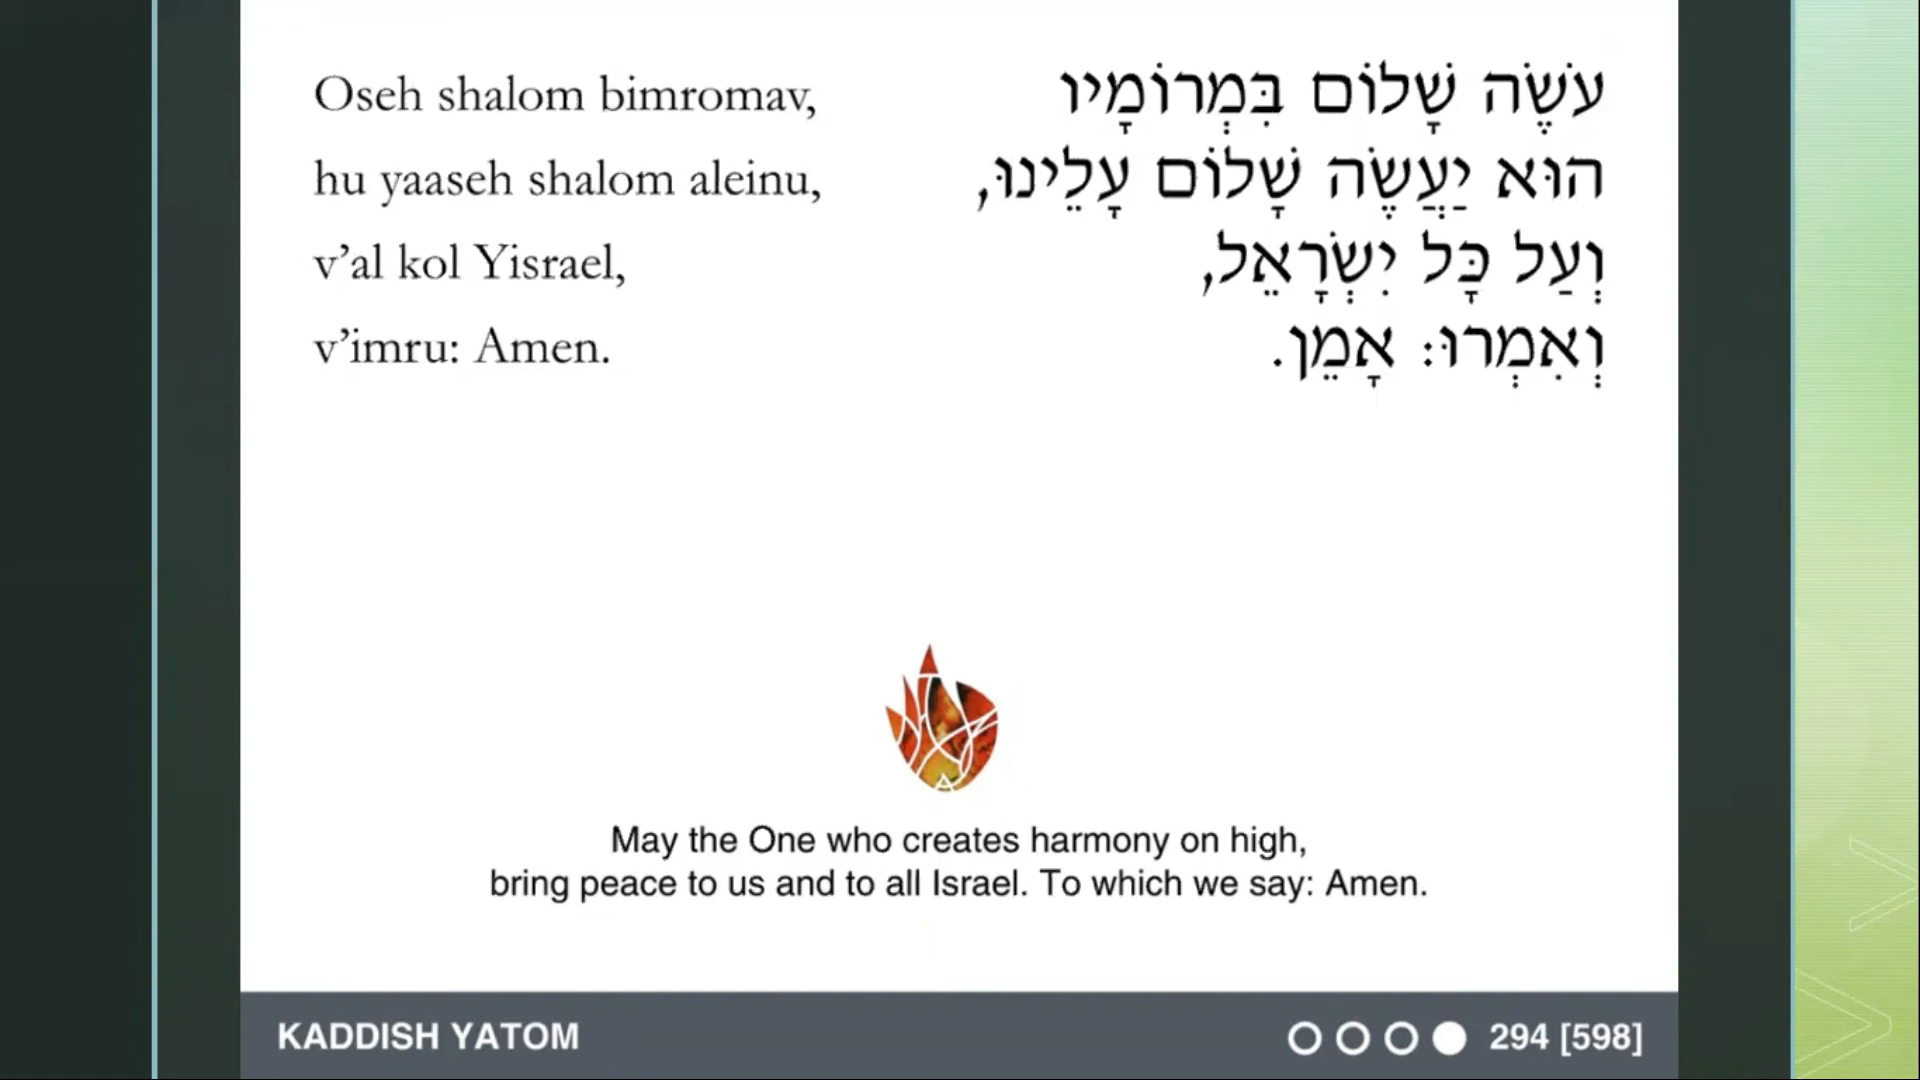 Oseh shalom bimromav,
hu yaaseh shalom aleinu,
v’al kol Yisrael,
v’imru: Amen.
עֹשֶׂה שָׁלוֹם בִּמְרוֹמָיו
הוּא יַעֲשֶׂה שָׁלוֹם עָלֵינוּ,
וְעַל כָּל יִשְׂרָאֵל,
וְאִמְרוּ: אָמֵן.
May the One who creates harmony on high,
bring peace to us and to all Israel. To which we say: Amen.
KADDISH YATOM
294 [598]